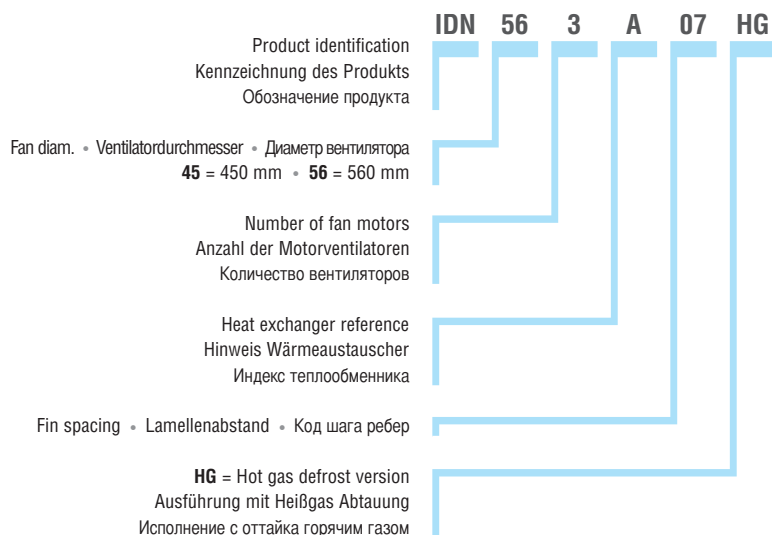 IDN 56 3 A 07 HG
Product identification
Kennzeichnung des Produkts
Обозначение продукта
Fan diam. • Ventilatordurchmesser • Диаметр вентилятора
45 = 450 mm • 56 = 560 mm
Number of fan motors
Anzahl der Motorventilatoren
Количество вентиляторов
Heat exchanger reference
Hinweis Wärmeaustauscher
Индекс теплообменника
Fin spacing • Lamellenabstand • Код шага ребер
HG = Hot gas defrost version
Ausführung mit Heißgas Abtauung
Исполнение с оттайка горячим газом